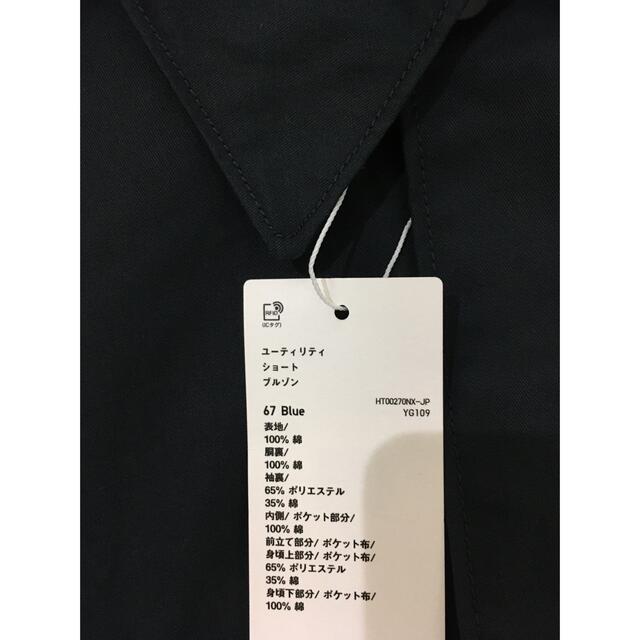 RFID
(ICタグ)
ユーティリティ
ショート
ブルゾン
HT00270NX-JP
67 Blue YG109
表地/
100% 綿
胴裏/
100% 綿
袖裏/
65% ポリエステル
35% 綿
内側/ ポケット部分/
100% 綿
前立て部分/ ポケット布/
身頃上部分/ ポケット布/
65% ポリエステル
35% 綿
身頃下部分/ ポケット布/
100% 綿